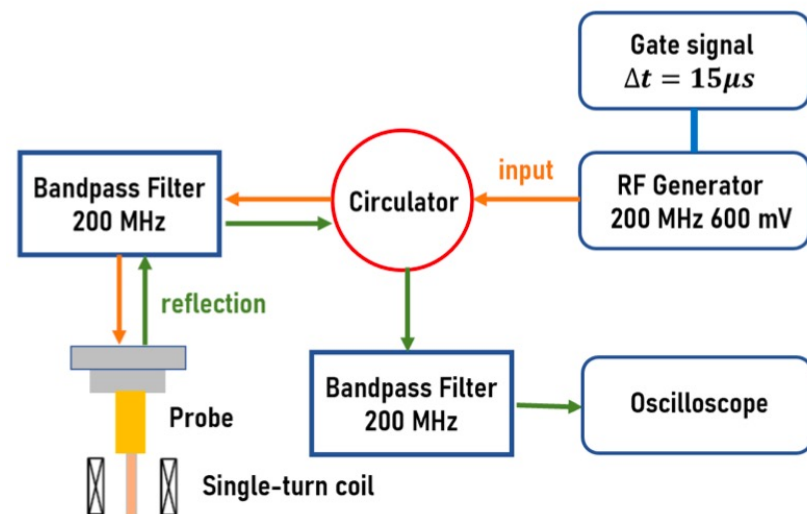 Gate signal
Δt = 15μs
input
RF Generator
200 MHz 600 mV
Bandpass Filter
200 MHz
Circulator
reflection
Probe
Single-turn coil
Bandpass Filter
200 MHz
Oscilloscope